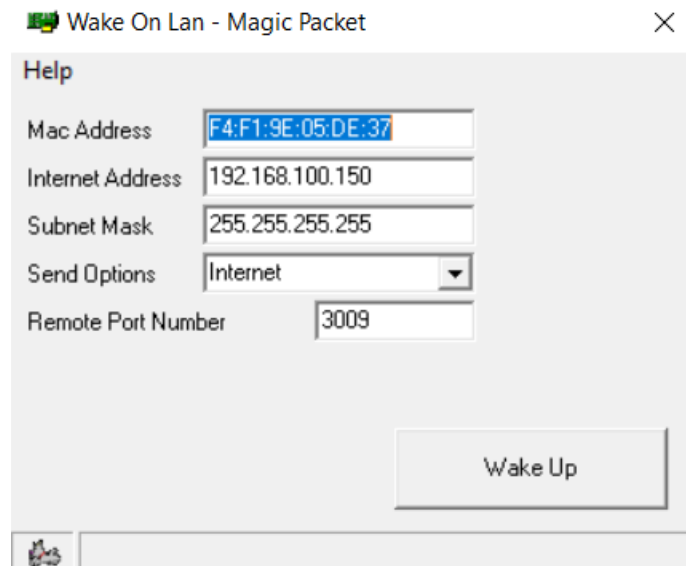 Wake On Lan - Magic Packet
Help
Mac Address F4:F1:9E:05:DE:37
Internet Address 192.168.100.150
Subnet Mask 255.255.255.255
Send Options Internet
Remote Port Number 3009
Wake Up